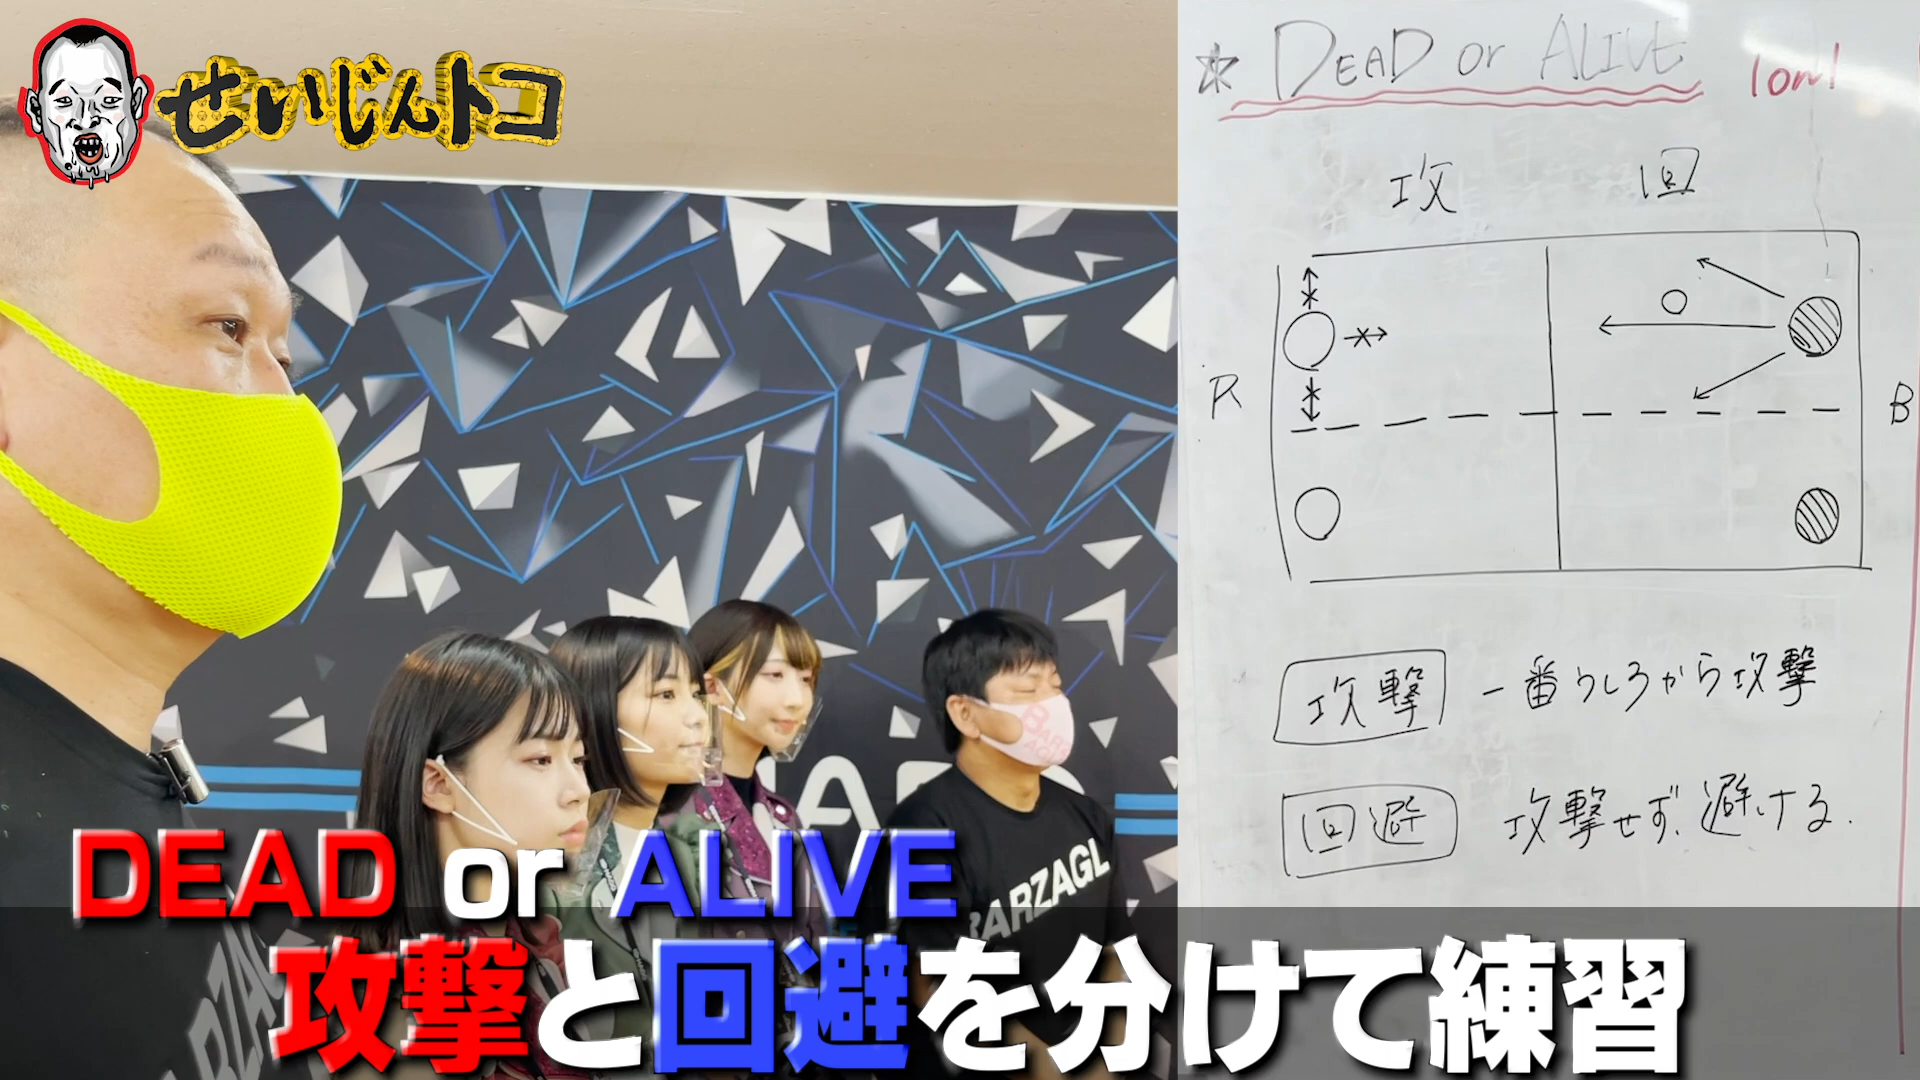 せいじんトコ
☆ DEAD or ALIVE 1on1
攻 回
R B
攻撃 一番うしろから攻撃
回避 攻撃せず、避ける.
BARZAGL
DEAD or ALIVE
攻撃と回避を分けて練習